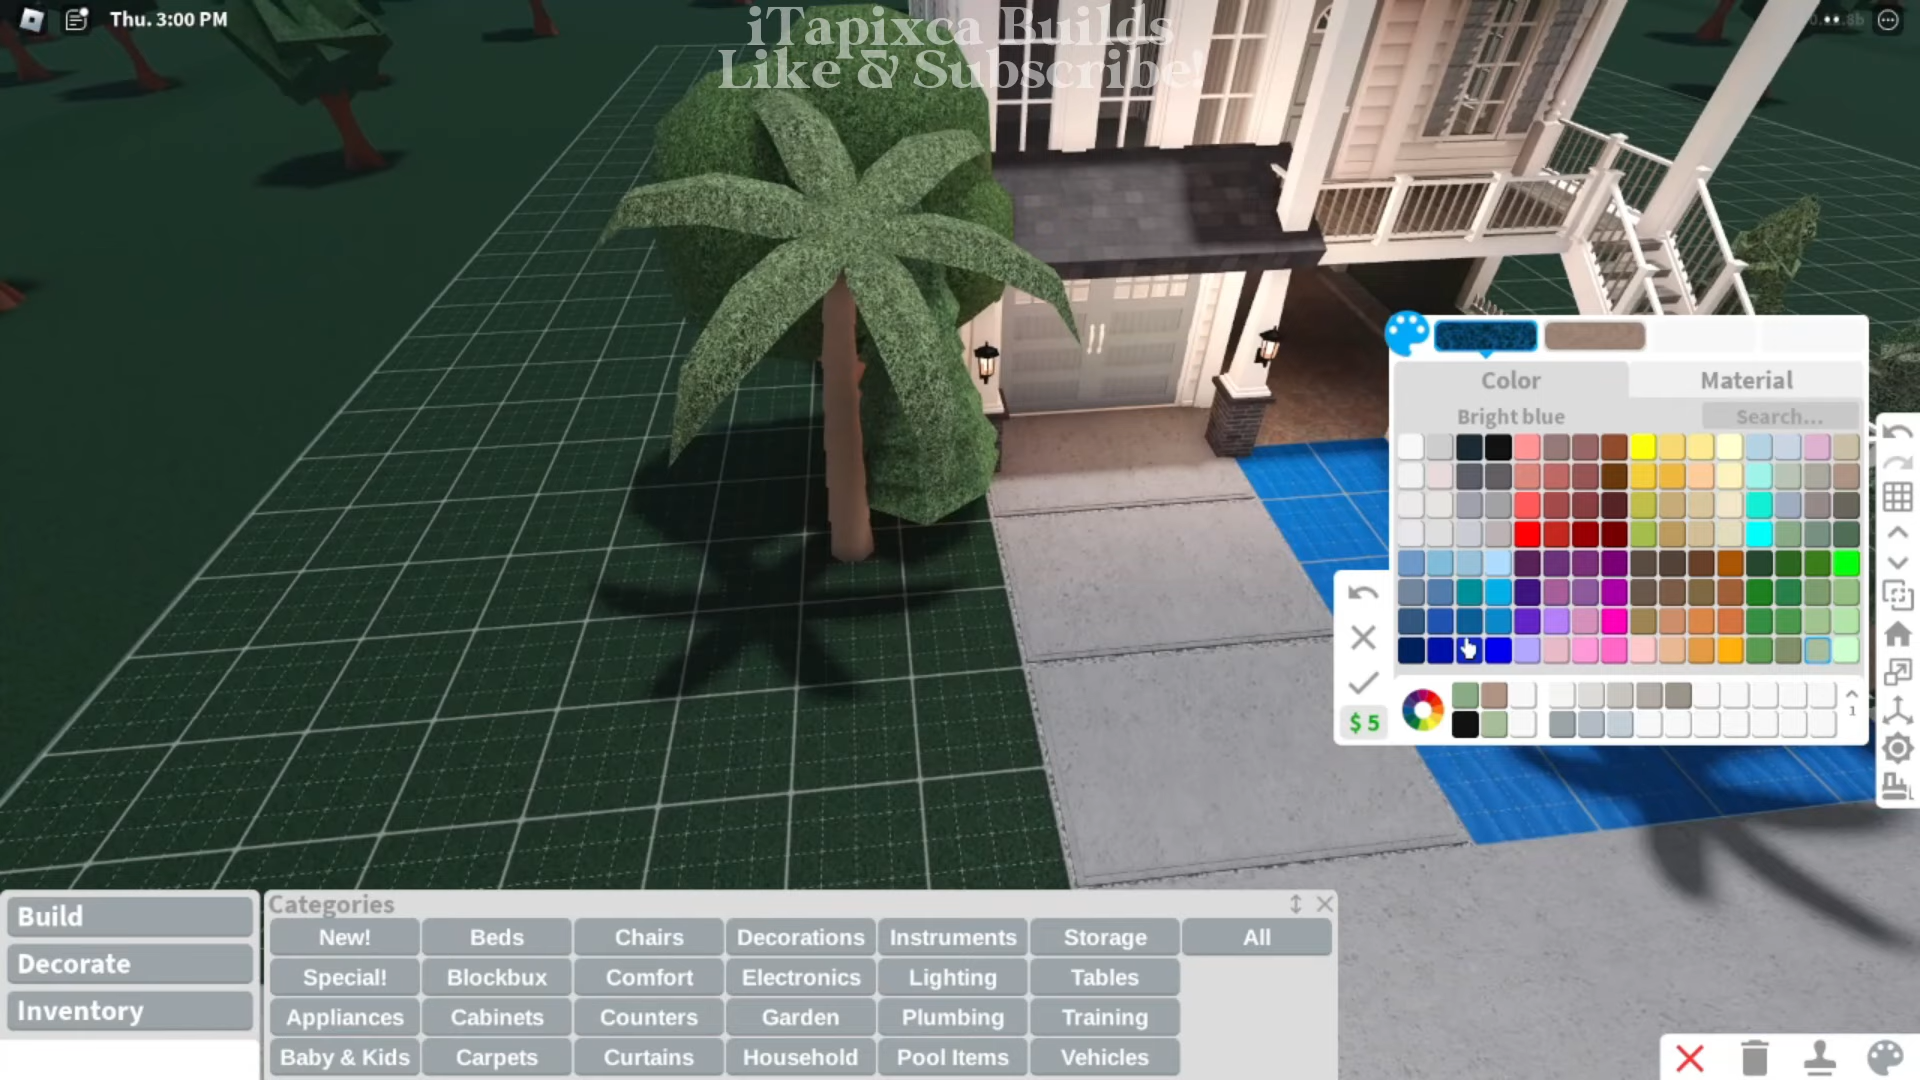 Thu. 3:00 PM
iTapixca Builds
Like & Subscribe!
Color
Material
Bright blue
Search...
$ 5
1
Build
Decorate
Inventory
Categories
New!
Beds
Chairs
Decorations
Instruments
Storage
All
Special!
Blockbux
Comfort
Electronics
Lighting
Tables
Appliances
Cabinets
Counters
Garden
Plumbing
Training
Baby & Kids
Carpets
Curtains
Household
Pool Items
Vehicles